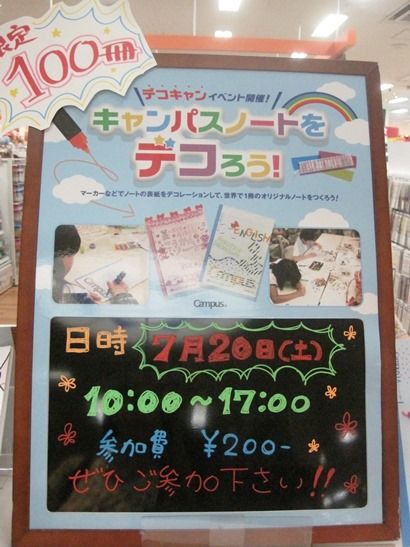 限定
100冊
デコキャンイベント開催!
キャンパスノートを
デコろう!
マーカーなどでノートの表紙をデコレーションして、世界で1冊のオリジナルノートをつくろう!
ENGLISH
Campus
日時 7月20日(土)
10:00~17:00
参加費 ¥200-
ぜひご参加下さい!!